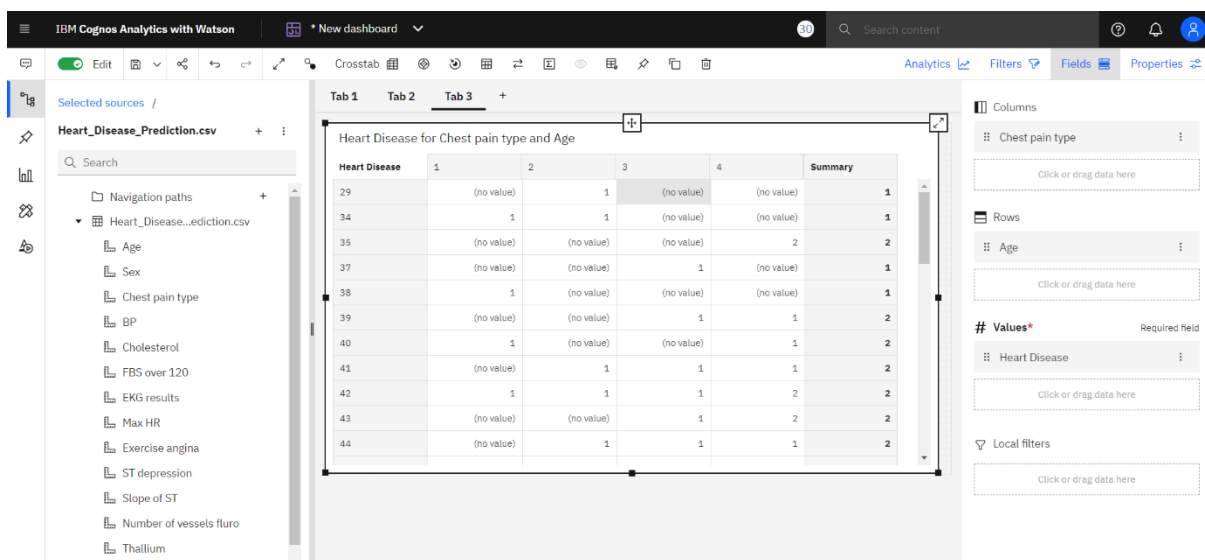 IBM Cognos Analytics with Watson
* New dashboard
30
Search content
Edit
Crosstab
Analytics
Filters
Fields
Properties
Selected sources /
Heart_Disease_Prediction.csv
Search
Navigation paths
Heart_Disease...ediction.csv
Age
Sex
Chest pain type
BP
Cholesterol
FBS over 120
EKG results
Max HR
Exercise angina
ST depression
Slope of ST
Number of vessels fluro
Thallium
Tab 1 Tab 2 Tab 3 +
Heart Disease for Chest pain type and Age
Heart Disease 1 2 3 4 Summary
29 (no value) 1 (no value) (no value) 1
34 1 1 (no value) (no value) 1
35 (no value) (no value) (no value) 2 2
37 (no value) (no value) 1 (no value) 1
38 1 (no value) (no value) (no value) 1
39 (no value) (no value) 1 1 2
40 1 (no value) (no value) 1 2
41 (no value) 1 1 1 2
42 1 1 1 2 2
43 (no value) (no value) 1 2 2
44 (no value) 1 1 1 2
Columns
Chest pain type
Click or drag data here
Rows
Age
Click or drag data here
# Values* Required field
Heart Disease
Click or drag data here
Local filters
Click or drag data here